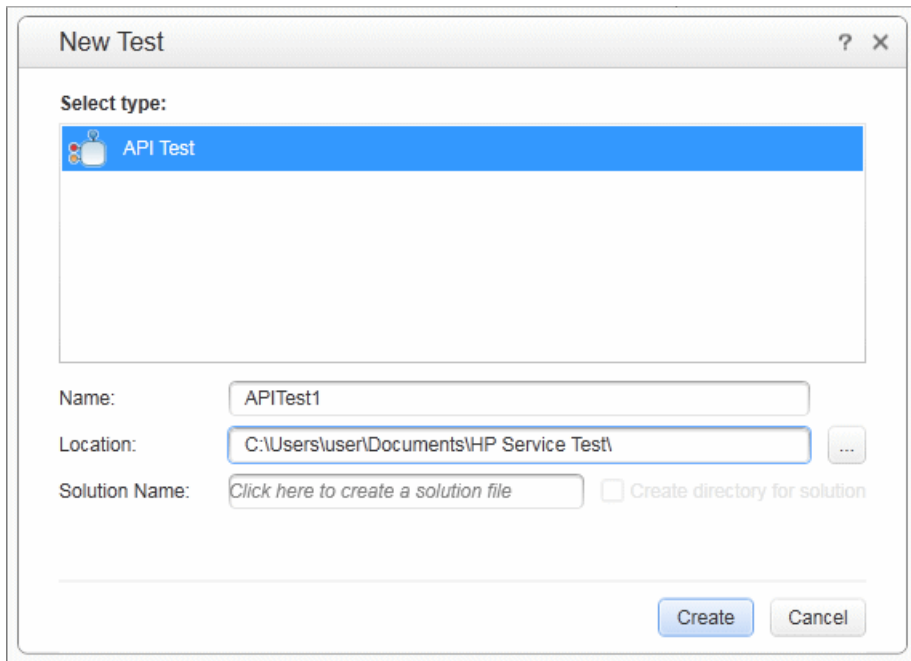 New Test ?
Select type:
API Test
Name: APITest1
Location: C:\Users\user\Documents\HP Service Test\ ...
Solution Name: Click here to create a solution file Create directory for solution
Create Cancel